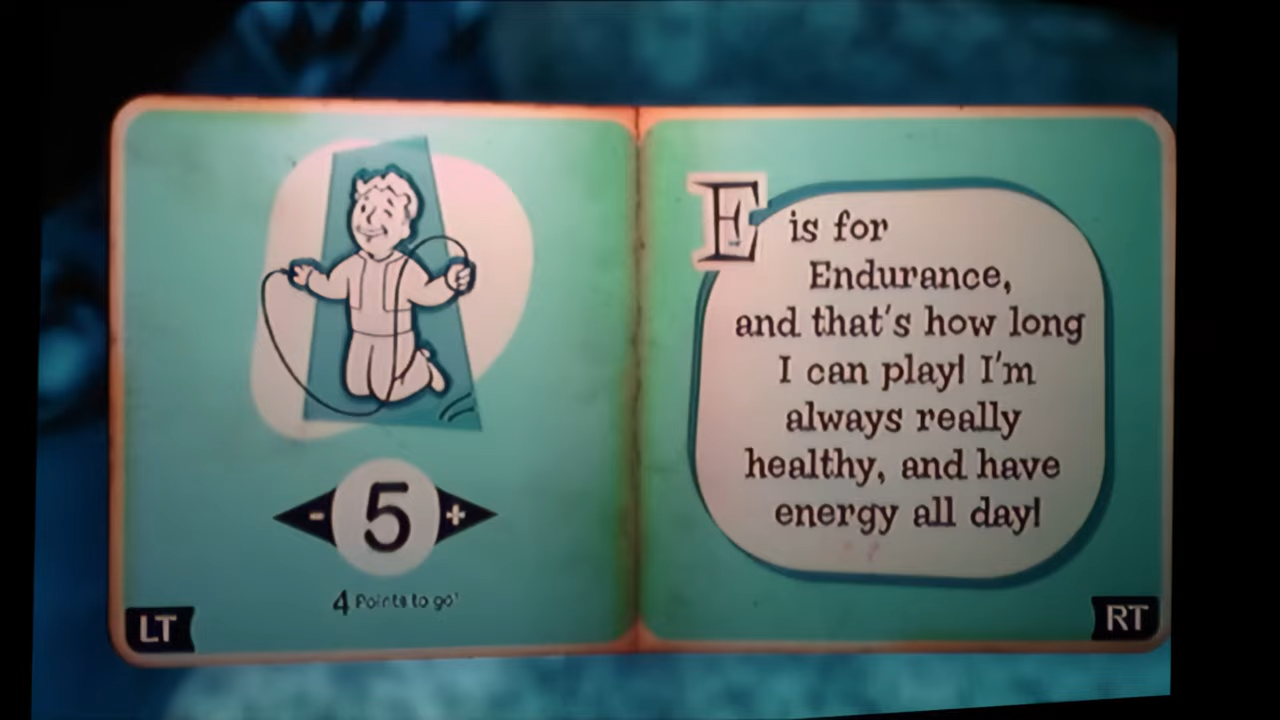 E is for
Endurance,
and that's how long
I can play! I'm
always really
healthy, and have
energy all day!
- 5 +
4 Points to go!
LT
RT